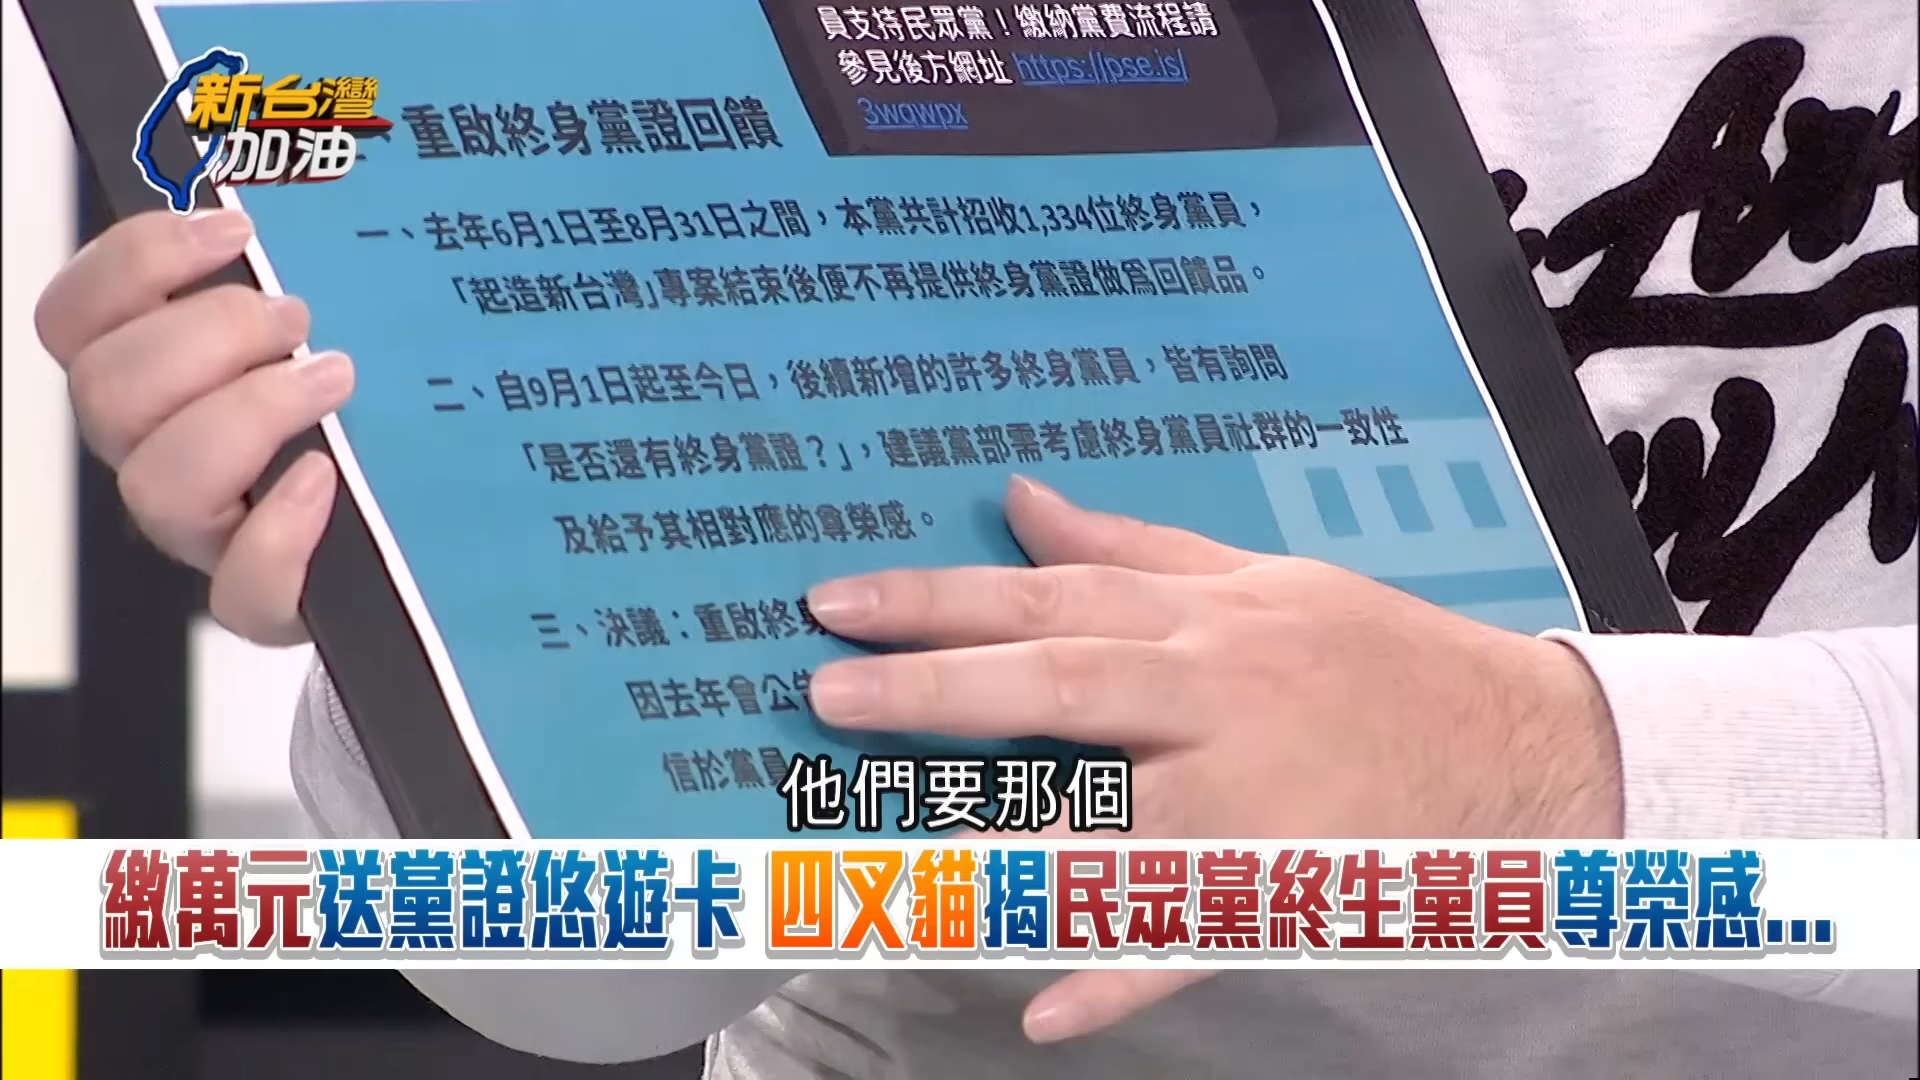 新台灣
加油
員支持民眾黨！繳納黨費流程請
參見後方網址 https://pse.is/
3wqwpx
、重啟終身黨證回饋
一、去年6月1日至8月31日之間，本黨共計招收1,334位終身黨員，
「起造新台灣」專案結束後便不再提供終身黨證做為回饋品。
二、自9月1日起至今日，後續新增的許多終身黨員，皆有詢問
「是否還有終身黨證？」，建議黨部需考慮終身黨員社群的一致性
及給予其相對應的尊榮感。
三、決議：重啟終身
因去年會公告
信於黨員
他們要那個
繳萬元送黨證悠遊卡 四叉貓揭民眾黨終生黨員尊榮感...